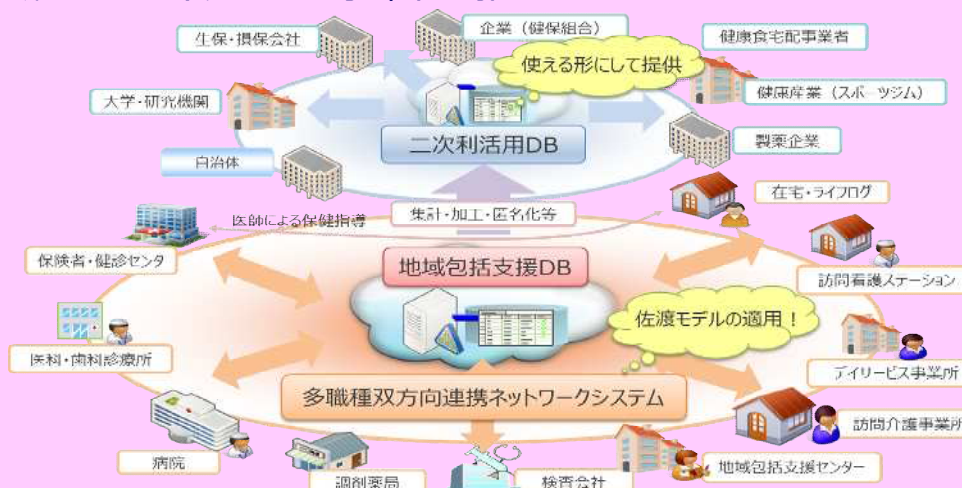 生保・損保会社
企業（健保組合）
健康食宅配事業者
使える形にして提供
大学・研究機関
健康産業（スポーツジム）
二次利活用DB
製薬企業
自治体
在宅・ライフログ
集計・加工・匿名化等
医師による保健指導
保険者・健診センタ
地域包括支援DB
訪問看護ステーション
佐渡モデルの適用！
医科・歯科診療所
デイリービス事業所
多職種双方向連携ネットワークシステム
訪問介護事業所
病院
地域包括支援センター
調剤薬局
検査会社